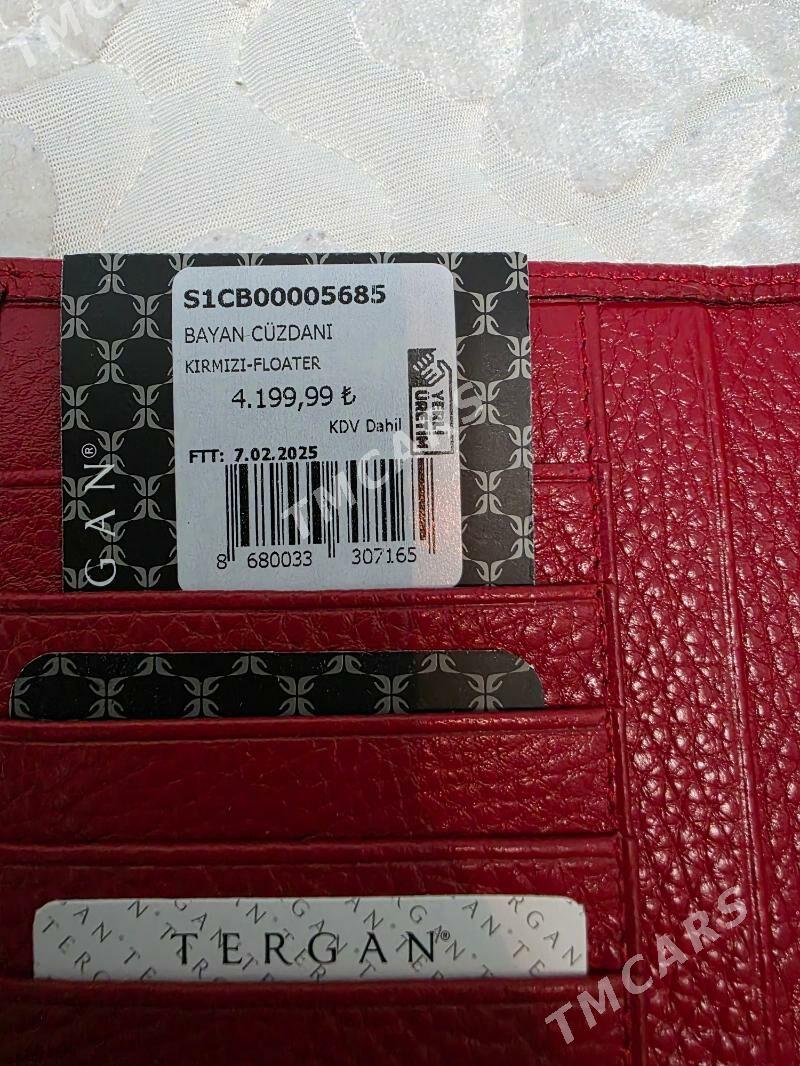 TMCARS
S1CB00005685
BAYAN CÜZDANI
KIRMIZI-FLOATER
4.199,99 ₺
KDV Dahil
YERLİ
ÜRETİM
FTT: 7.02.2025
8 680033 307165
GAN®
TMCARS
TERGAN®
TMCARS